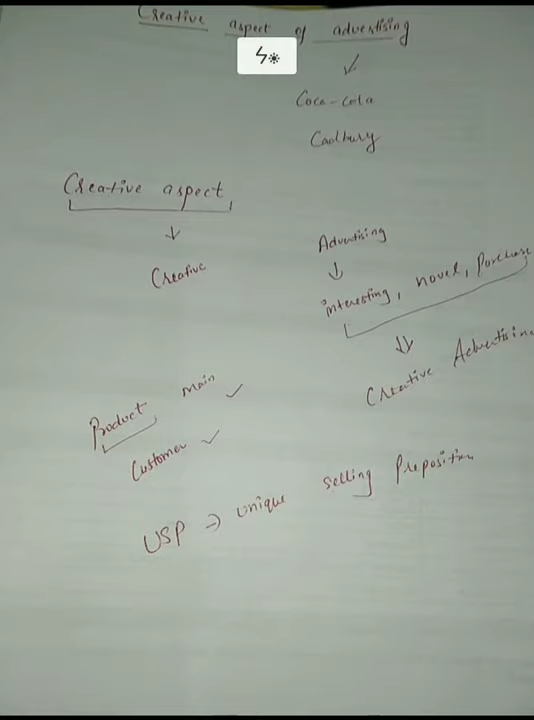 Creative aspect of advertising
↓
Coca-cola
Cadbury
Creative aspect
↓
Creative
Advertising
↓
interesting, novel, Purchase
⇓
Creative Advertising
Product main ✓
Customer ✓
USP → unique selling Preposition